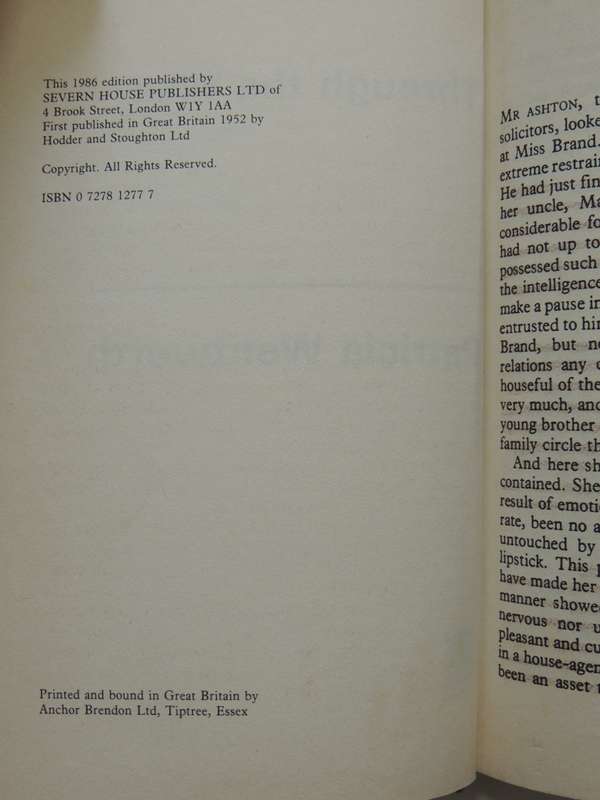 This 1986 edition published by
SEVERN HOUSE PUBLISHERS LTD of
4 Brook Street, London W1Y 1AA
First published in Great Britain 1952 by
Hodder and Stoughton Ltd
Copyright. All Rights Reserved.
ISBN 0 7278 1277 7
Printed and bound in Great Britain by
Anchor Brendon Ltd, Tiptree, Essex
MR ASHTON,
solicitors, looke
at Miss Brand.
extreme restrain
He had just fin
her uncle, Ma
considerable fo
had not up to
possessed such
the intelligence
make a pause in
entrusted to hi
Brand, but no
relations any
houseful of the
very much, and
young brother
family circle th
And here sh
contained. She
result of emoti
rate, been no a
untouched by
lipstick. This p
have made her
manner showe
nervous nor u
pleasant and cu
in a house-agen
been an asset